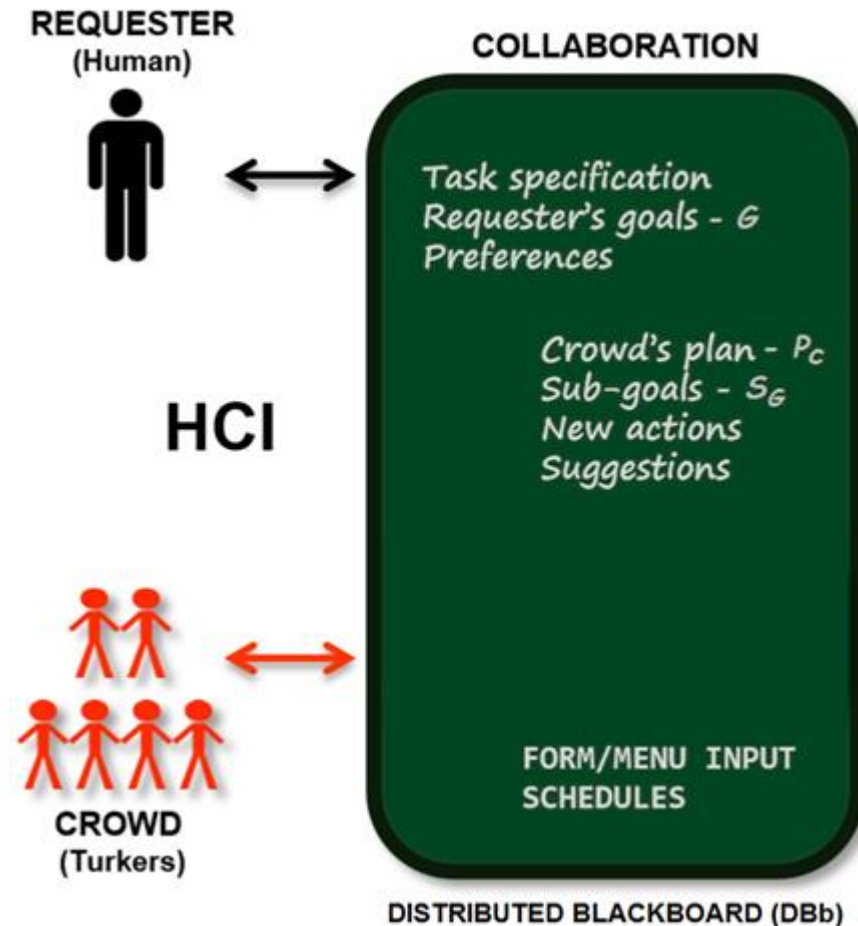 REQUESTER
(Human)
COLLABORATION
Task specification
Requester's goals - G
Preferences
Crowd's plan - PC
Sub-goals - SG
New actions
Suggestions
HCI
FORM/MENU INPUT
SCHEDULES
CROWD
(Turkers)
DISTRIBUTED BLACKBOARD (DBb)